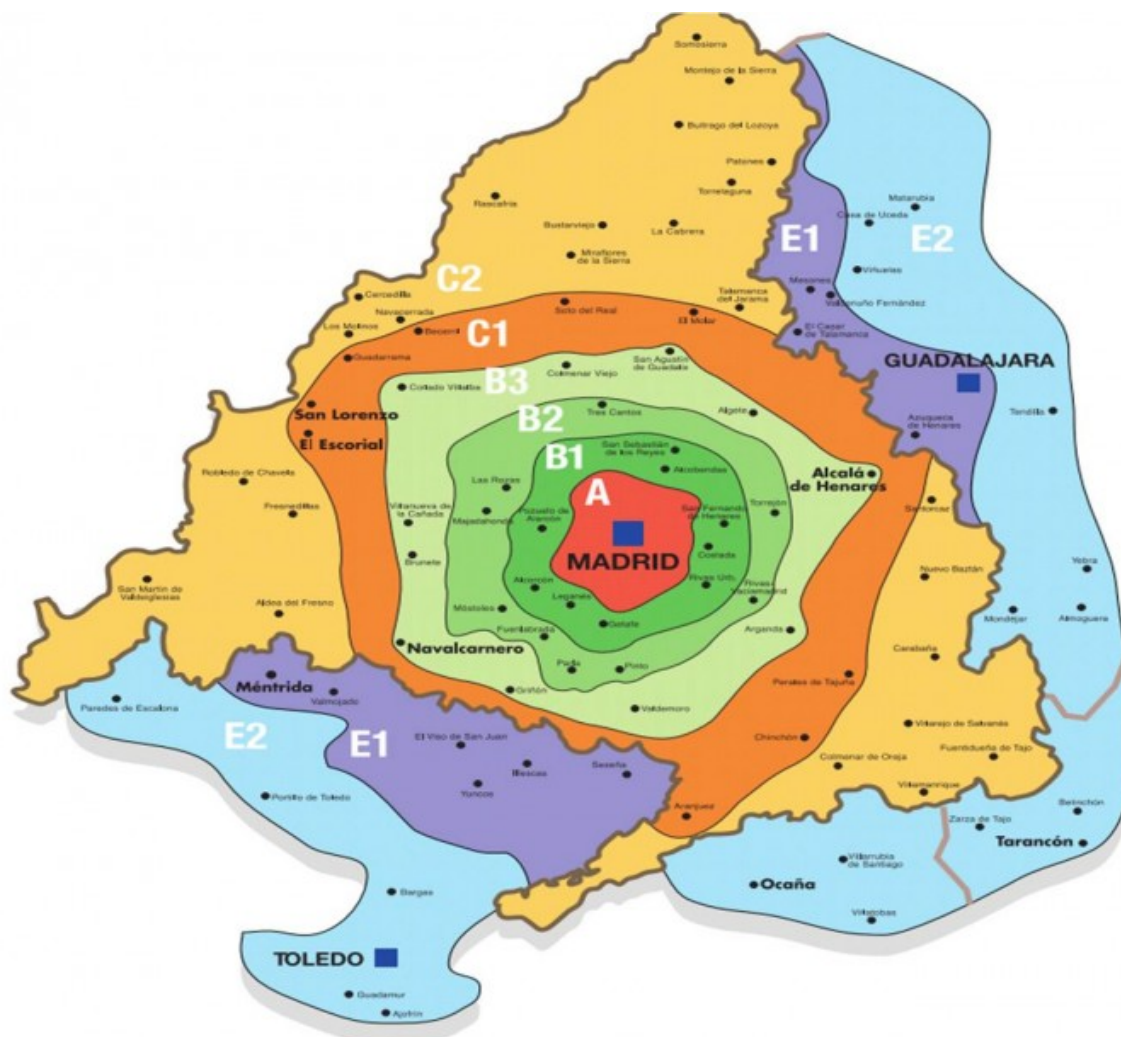 Somosierra
Montejo de la Sierra
Buitrago del Lozoya
Patones
Torrelaguna
Rascafría
Matarubia
Casa de Uceda
Bustarviejo
La Cabrera
E1
E2
Miraflores
de la Sierra
Viñuelas
C2
Mesones
Cercedilla
Talamanca
del Jarama
Valdenuño Fernández
Navacerrada
Soto del Real
El Molar
Los Molinos
Becerril
C1
El Casar
de Talamanca
Guadarrama
San Agustín
de Guadalix
GUADALAJARA
Colmenar Viejo
B3
Collado Villalba
San Lorenzo
B2
Tres Cantos
Algete
Tendilla
Azuqueca
de Henares
El Escorial
B1
San Sebastián
de los Reyes
Alcobendas
Alcalá
de Henares
Robledo de Chavela
Las Rozas
A
Fresnedillas
Villanueva de
la Cañada
Majadahonda
Pozuelo de
Alarcón
San Fernando
de Henares
Torrejón
Santorcaz
MADRID
Coslada
Brunete
Yebra
San Martín de
Valdeiglesias
Alcorcón
Rivas Urb.
Rivas-
Vaciamadrid
Nuevo Baztán
Leganés
Aldea del Fresno
Móstoles
Getafe
Mondéjar
Almoguera
Fuenlabrada
Arganda
Navalcarnero
Carabaña
Parla
Pinto
Méntrida
Perales de Tajuña
Valmojado
Griñón
Paredes de Escalona
Valdemoro
Villarejo de Salvanés
E2
E1
El Viso de San Juan
Chinchón
Fuentidueña de Tajo
Illescas
Seseña
Colmenar de Oreja
Yuncos
Villamanrique
Portillo de Toledo
Aranjuez
Belinchón
Zarza de Tajo
Tarancón
Villarrubia
de Santiago
Bargas
Ocaña
Villatobas
TOLEDO
Guadamur
Ajofrín